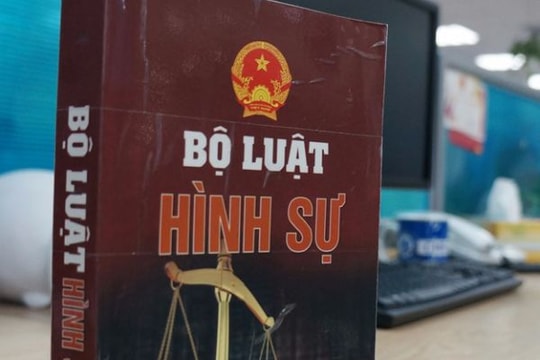 BỘ LUẬT
HÌNH SỰ
BỘ LUẬT HÌNH